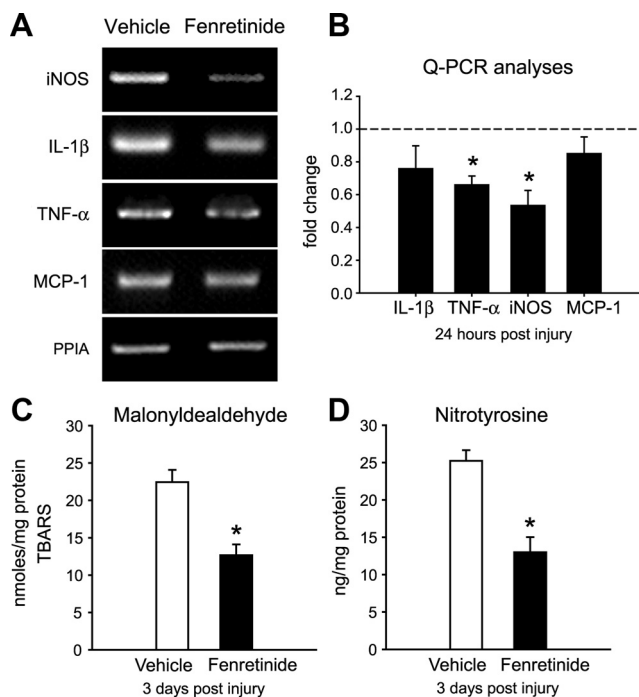 A
Vehicle Fenretinide
iNOS
IL-1β
TNF-α
MCP-1
PPIA
B
Q-PCR analyses
fold change
1.2
1.0
0.8
0.6
0.4
0.2
0.0
* *
IL-1β TNF-α iNOS MCP-1
24 hours post injury
C
Malonyldealdehyde
nmoles/mg protein
TBARS
30
25
20
15
10
5
0
*
Vehicle Fenretinide
3 days post injury
D
Nitrotyrosine
ng/mg protein
30
25
20
15
10
5
0
*
Vehicle Fenretinide
3 days post injury